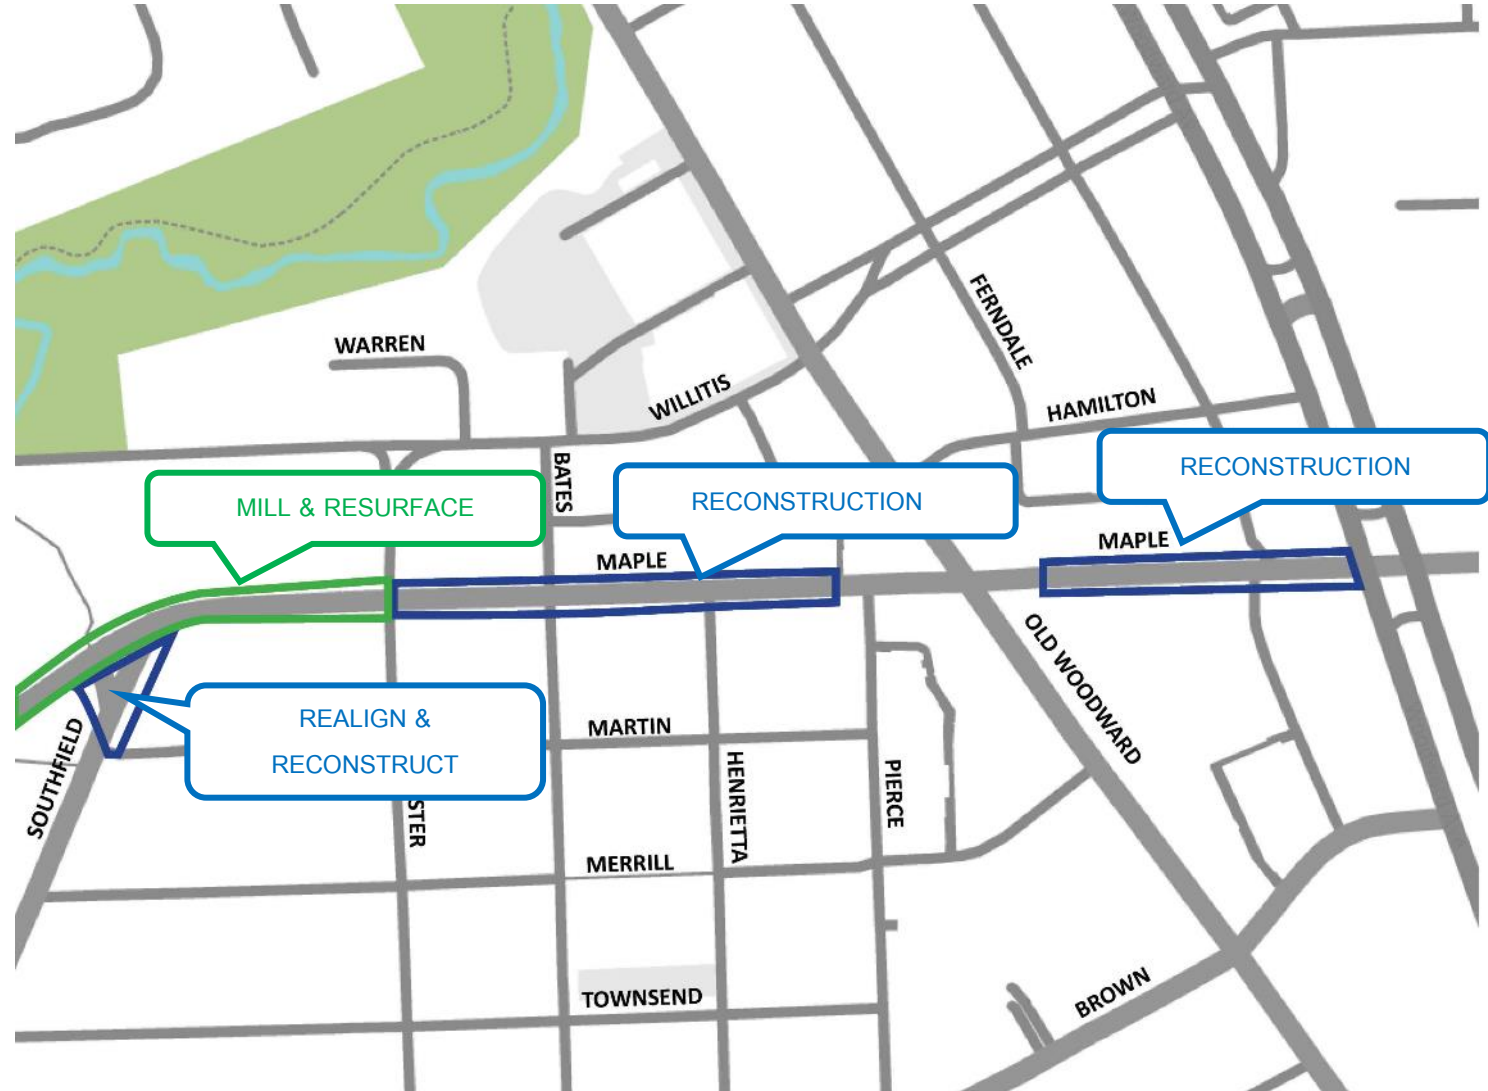 WARREN
FERNDALE
WILLITIS
HAMILTON
RECONSTRUCTION
BATES
MILL & RESURFACE
RECONSTRUCTION
MAPLE
MAPLE
OLD WOODWARD
REALIGN &
RECONSTRUCT
SOUTHFIELD
MARTIN
HENRIETTA
PIERCE
STER
MERRILL
TOWNSEND
BROWN